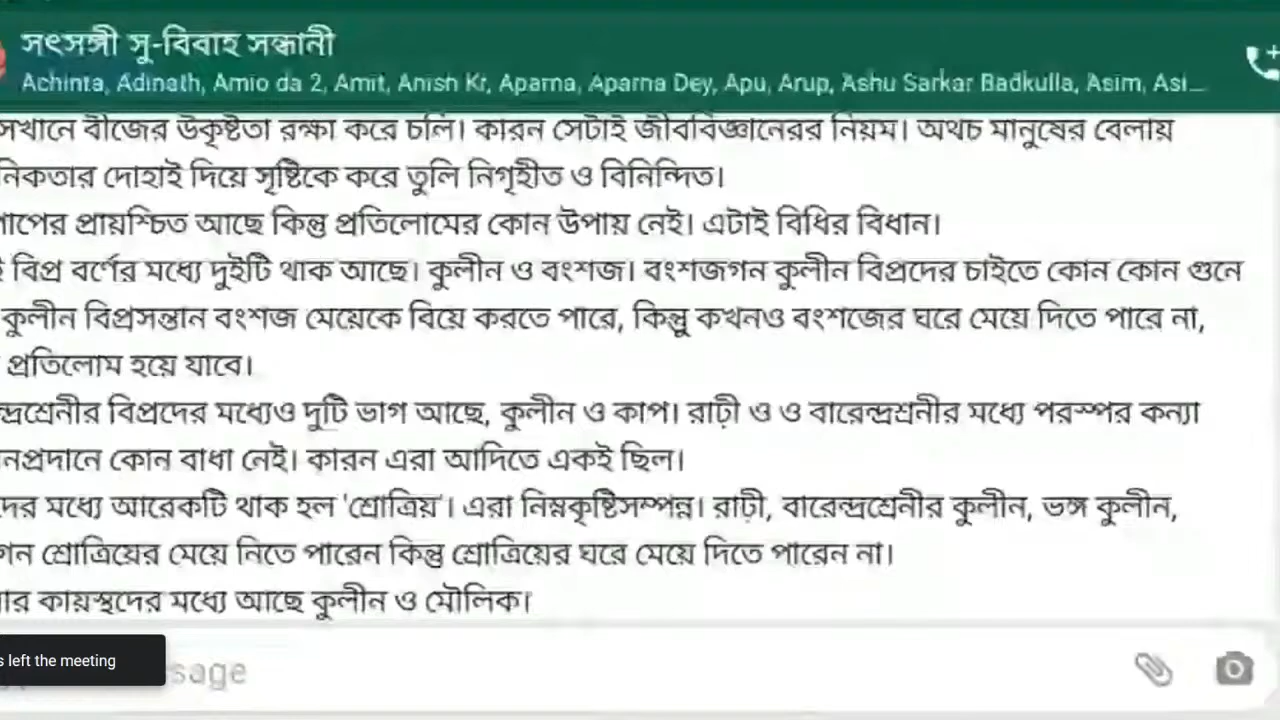 সৎসঙ্গী সু-বিবাহ সন্ধানী
Achinta, Adinath, Amio da 2, Amit, Anish Kr, Aparna, Aparna Dey, Apu, Arup, Ashu Sarkar Badkulla, Asim, Asi...
সেখানে বীজের উকৃষ্টতা রক্ষা করে চলি। কারন সেটাই জীববিজ্ঞানেরর নিয়ম। অথচ মানুষের বেলায়
নিকতার দোহাই দিয়ে সৃষ্টিকে করে তুলি নিগৃহীত ও বিনিন্দিত।
পাপের প্রায়শ্চিত আছে কিন্তু প্রতিলোমের কোন উপায় নেই। এটাই বিধির বিধান।
ই বিপ্র বর্ণের মধ্যে দুইটি থাক আছে। কুলীন ও বংশজ। বংশজগন কুলীন বিপ্রদের চাইতে কোন কোন গুনে
কুলীন বিপ্রসন্তান বংশজ মেয়েকে বিয়ে করতে পারে, কিন্তু কখনও বংশজের ঘরে মেয়ে দিতে পারে না,
প্রতিলোম হয়ে যাবে।
ন্দ্রশ্রেনীর বিপ্রদের মধ্যেও দুটি ভাগ আছে, কুলীন ও কাপ। রাঢ়ী ও ও বারেন্দ্রশ্রনীর মধ্যে পরস্পর কন্যা
নপ্রদানে কোন বাধা নেই। কারন এরা আদিতে একই ছিল।
দের মধ্যে আরেকটি থাক হল 'শ্রোত্রিয়'। এরা নিম্নকৃষ্টিসম্পন্ন। রাঢ়ী, বারেন্দ্রশ্রেনীর কুলীন, ভঙ্গ কুলীন,
গন শ্রোত্রিয়ের মেয়ে নিতে পারেন কিন্তু শ্রোত্রিয়ের ঘরে মেয়ে দিতে পারেন না।
ার কায়স্থদের মধ্যে আছে কুলীন ও মৌলিক।
s left the meeting
sage